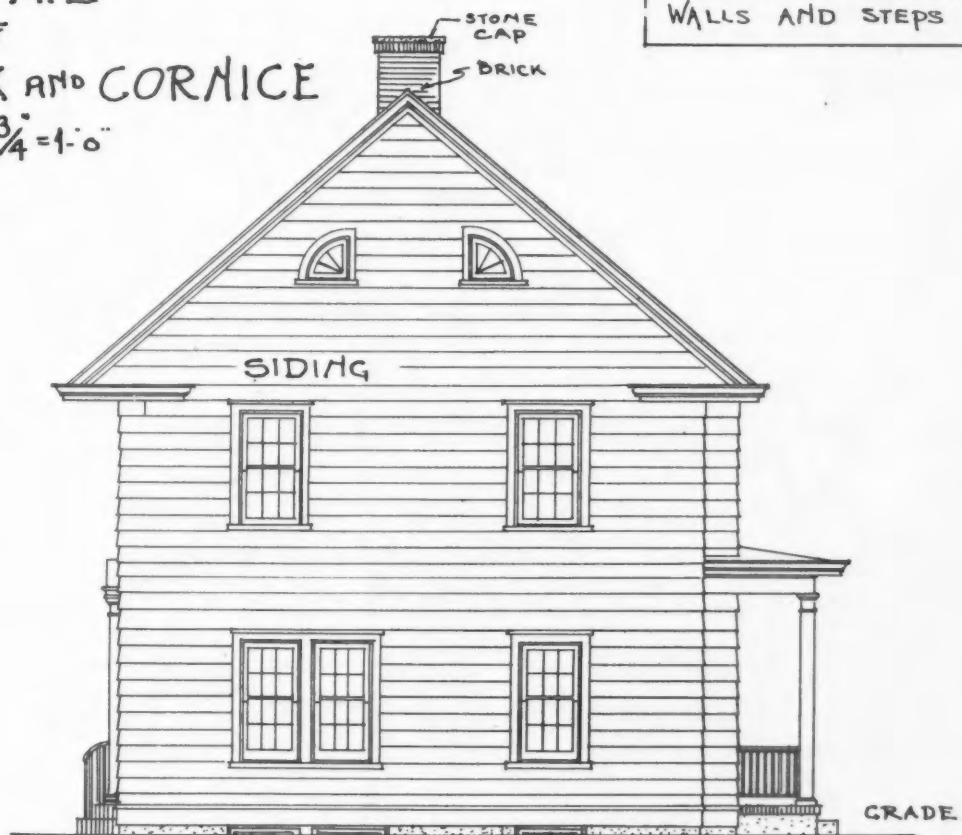 K AND CORNICE
3/4" = 1'-0"
WALLS AND STEPS
STONE
CAP
BRICK
SIDING
GRADE